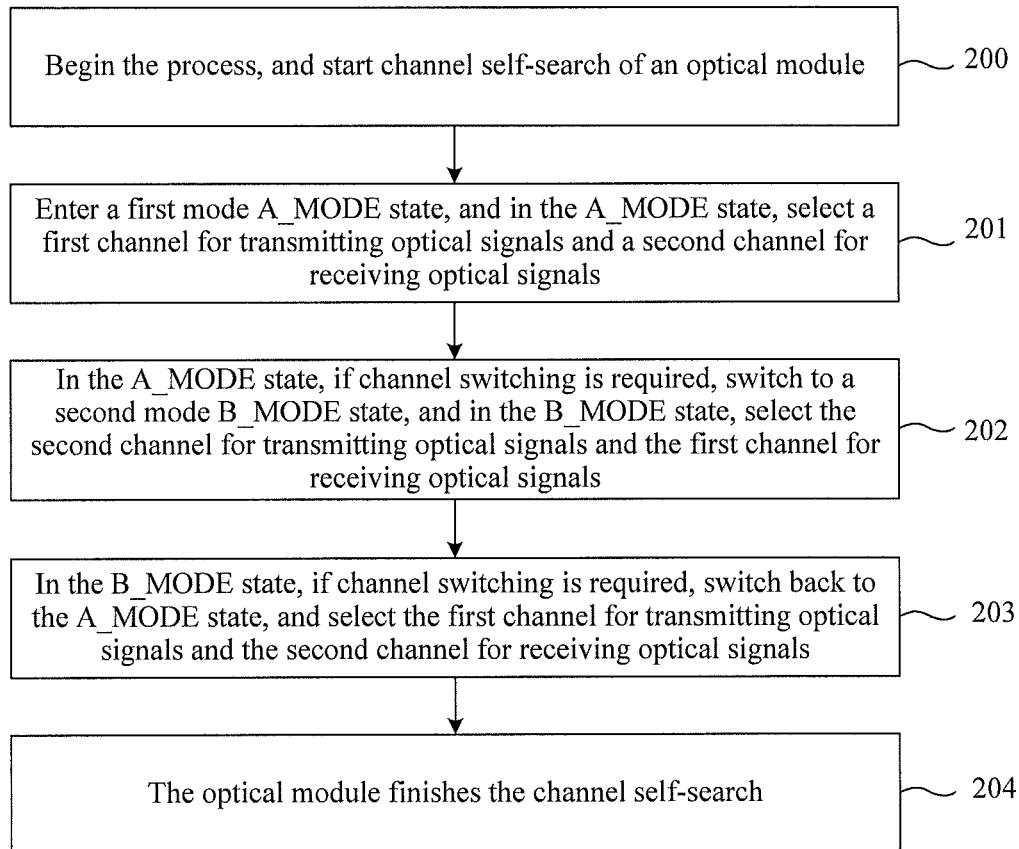 Begin the process, and start channel self-search of an optical module
200
Enter a first mode A_MODE state, and in the A_MODE state, select a
first channel for transmitting optical signals and a second channel for
receiving optical signals
201
In the A_MODE state, if channel switching is required, switch to a
second mode B_MODE state, and in the B_MODE state, select the
second channel for transmitting optical signals and the first channel for
receiving optical signals
202
In the B_MODE state, if channel switching is required, switch back to
the A_MODE state, and select the first channel for transmitting optical
signals and the second channel for receiving optical signals
203
The optical module finishes the channel self-search
204